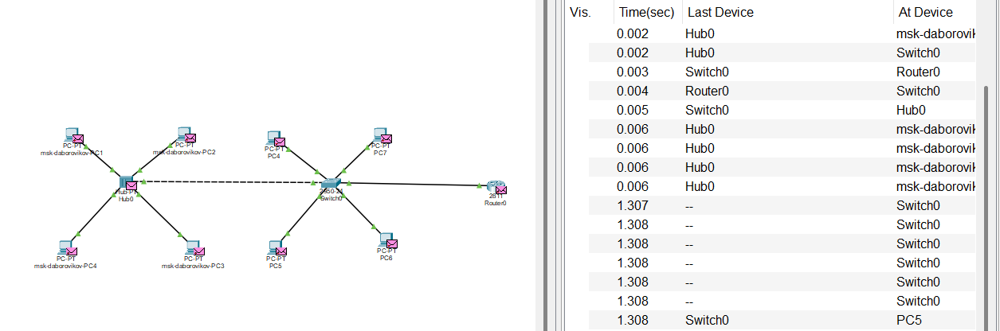 PC-PT
msk-daborovikov-PC1
PC-PT
msk-daborovikov-PC2
PC-PT
PC4
PC-PT
PC7
Hub-PT
Hub0
2950-24
Switch0
2811
Router0
PC-PT
msk-daborovikov-PC4
PC-PT
msk-daborovikov-PC3
PC-PT
PC5
PC-PT
PC6
Vis. Time(sec) Last Device At Device
0.002 Hub0 msk-daborovik
0.002 Hub0 Switch0
0.003 Switch0 Router0
0.004 Router0 Switch0
0.005 Switch0 Hub0
0.006 Hub0 msk-daborovik
0.006 Hub0 msk-daborovik
0.006 Hub0 msk-daborovik
0.006 Hub0 msk-daborovik
1.307 -- Switch0
1.308 -- Switch0
1.308 -- Switch0
1.308 -- Switch0
1.308 -- Switch0
1.308 -- Switch0
1.308 Switch0 PC5